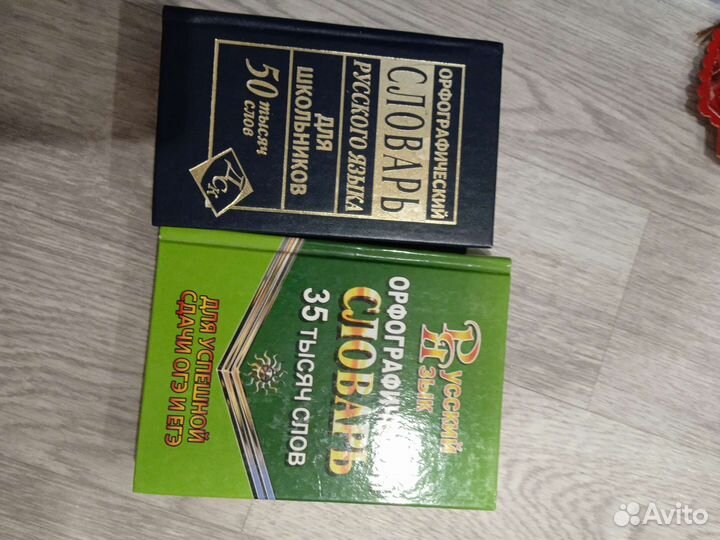 ОРФОГРАФИЧЕСКИЙ
СЛОВАРЬ
РУССКОГО ЯЗЫКА
ДЛЯ
ШКОЛЬНИКОВ
50 тысяч
слов
РУССКИЙ
ЯЗЫК
ОРФОГРАФИЧ
СЛОВАРЬ
35 ТЫСЯЧ СЛОВ
ДЛЯ УСПЕШНОЙ
СДАЧИ ОГЭ И ЕГЭ
Avito